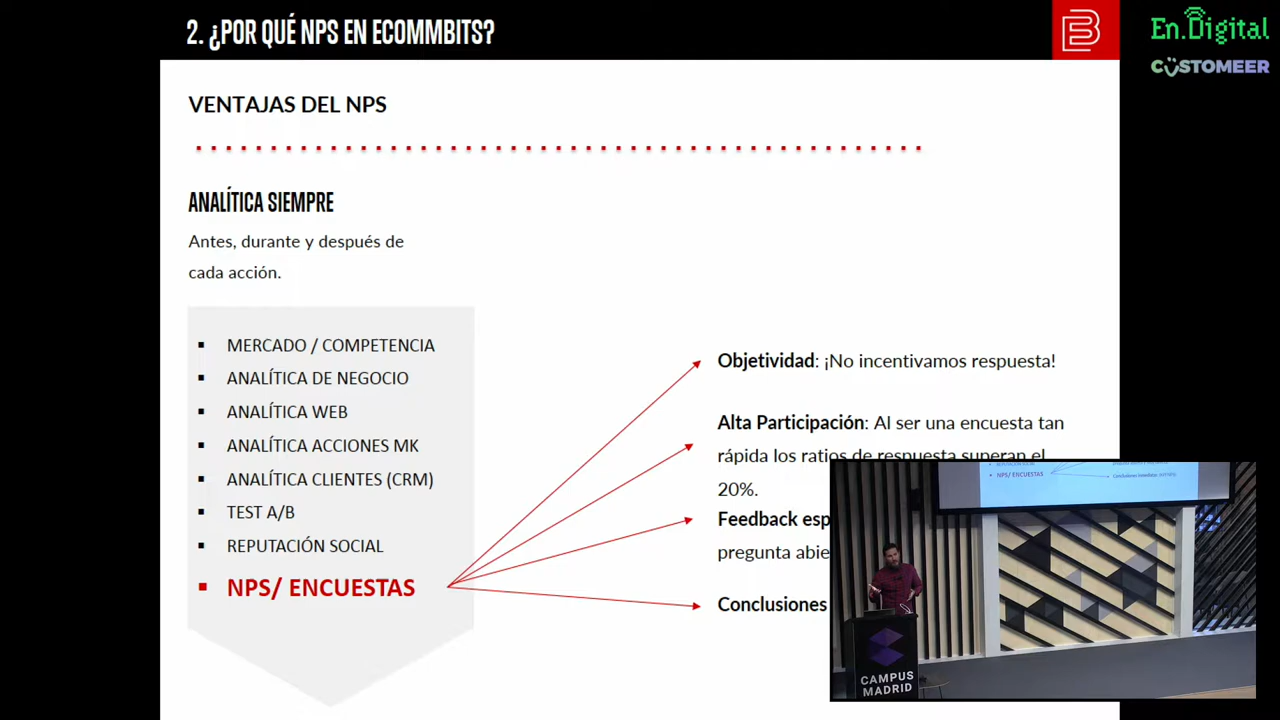 2. ¿POR QUÉ NPS EN ECOMMBITS?
En.Digital
CUSTOMEER
VENTAJAS DEL NPS
ANALÍTICA SIEMPRE
Antes, durante y después de
cada acción.
▪ MERCADO / COMPETENCIA
▪ ANALÍTICA DE NEGOCIO
▪ ANALÍTICA WEB
▪ ANALÍTICA ACCIONES MK
▪ ANALÍTICA CLIENTES (CRM)
▪ TEST A/B
▪ REPUTACIÓN SOCIAL
▪ NPS/ ENCUESTAS
Objetividad: ¡No incentivamos respuesta!
Alta Participación: Al ser una encuesta tan
rápida los ratios de respuesta superan el
20%.
Feedback esp
pregunta abie
Conclusiones
NPS/ ENCUESTAS
CAMPUS
MADRID